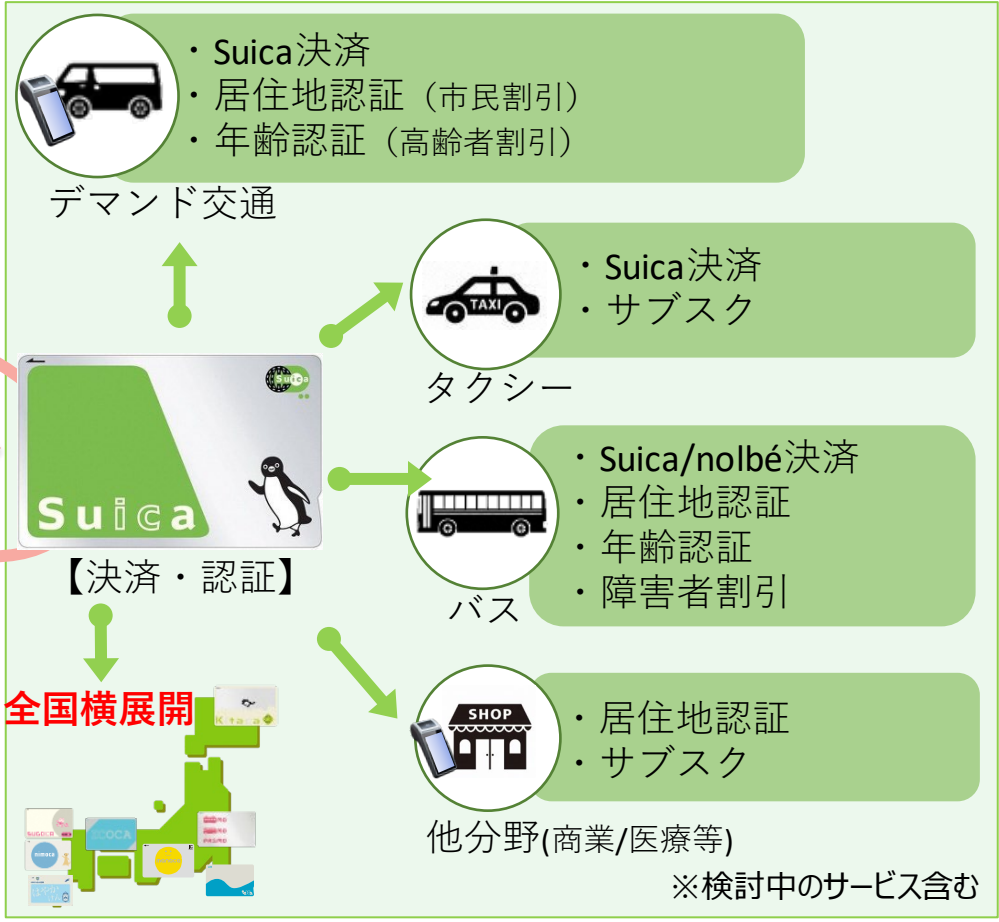 ・Suica決済
・居住地認証（市民割引）
・年齢認証（高齢者割引）
デマンド交通
・Suica決済
・サブスク
TAXI
タクシー
Suica
Suica
【決済・認証】
・Suica/nolbé決済
・居住地認証
・年齢認証
・障害者割引
バス
全国横展開
Kitaca
SUGOCA
ICOCA
PASMO
・居住地認証
・サブスク
SHOP
他分野(商業/医療等)
※検討中のサービス含む